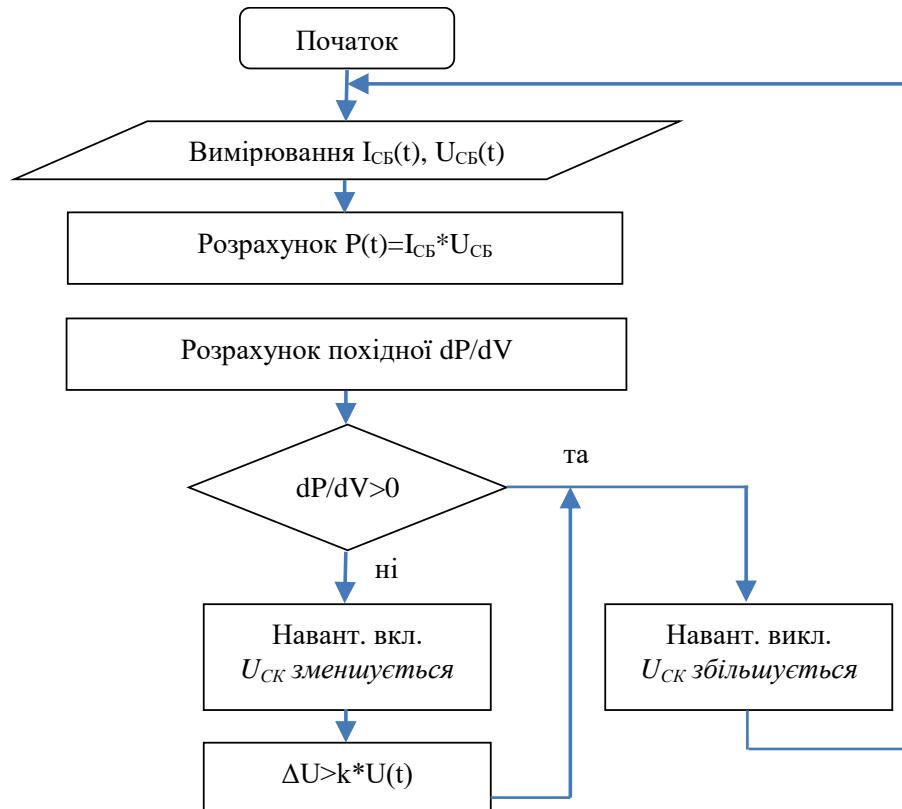 Початок
Вимірювання IСБ(t), UСБ(t)
Розрахунок P(t)=IСБ*UСБ
Розрахунок похідної dP/dV
та
dP/dV>0
ні
Навант. вкл.
UСК зменшується
Навант. викл.
UСК збільшується
ΔU>k*U(t)